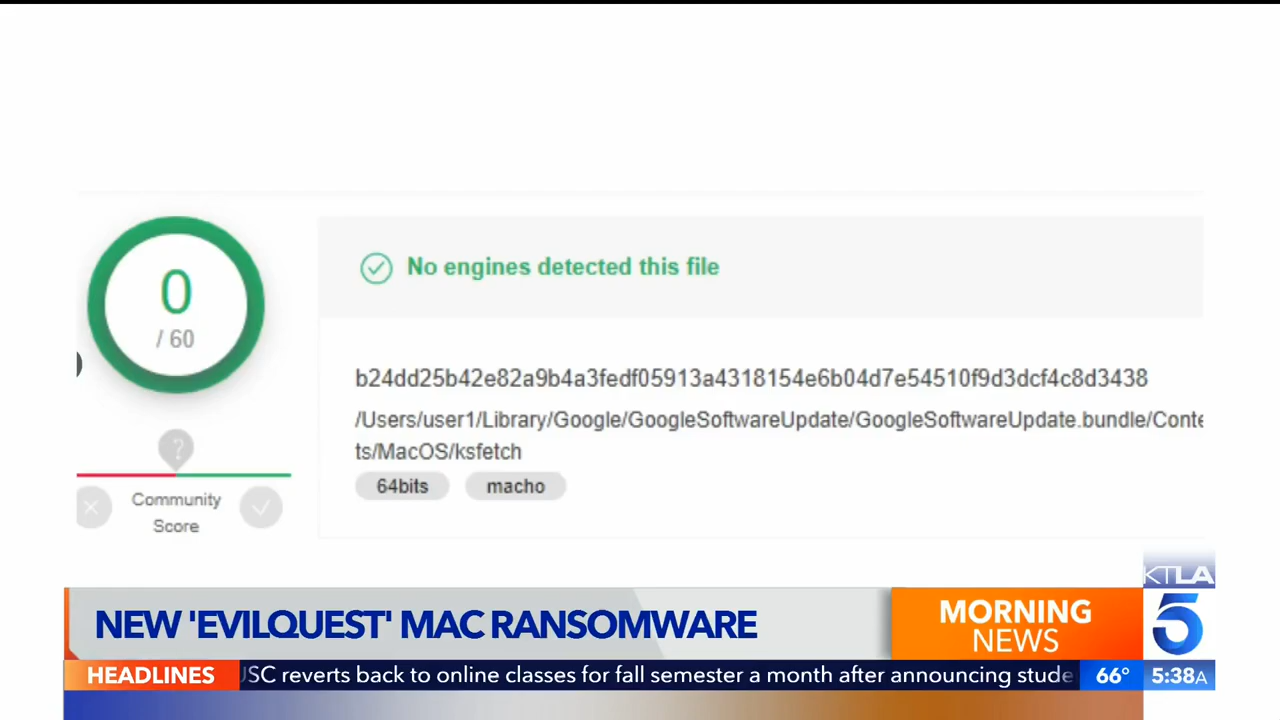 0
/ 60
No engines detected this file
b24dd25b42e82a9b4a3fedf05913a4318154e6b04d7e54510f9d3dcf4c8d3438
/Users/user1/Library/Google/GoogleSoftwareUpdate/GoogleSoftwareUpdate.bundle/Conte
ts/MacOS/ksfetch
64bits macho
?
Community
Score
KTLA
5
NEW 'EVILQUEST' MAC RANSOMWARE
MORNING
NEWS
HEADLINES
USC reverts back to online classes for fall semester a month after announcing stude
66° 5:38A